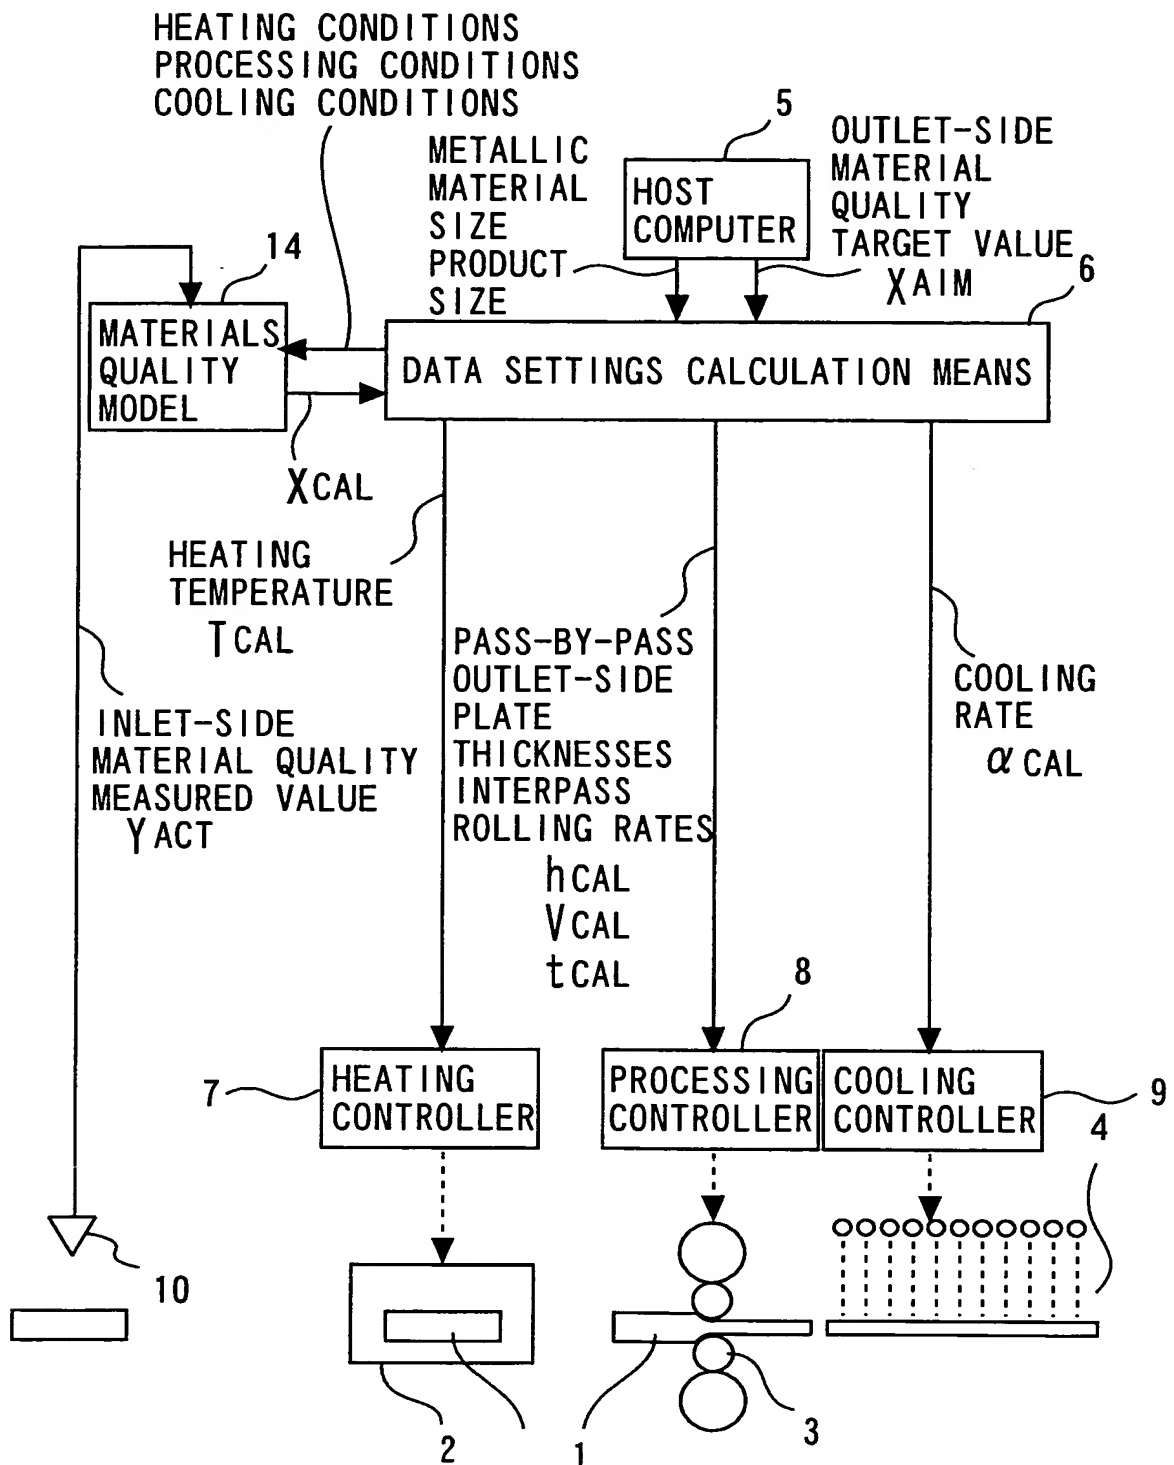 HEATING CONDITIONS
PROCESSING CONDITIONS
COOLING CONDITIONS
5
METALLIC
MATERIAL
SIZE
PRODUCT
SIZE
HOST
COMPUTER
OUTLET-SIDE
MATERIAL
QUALITY
TARGET VALUE
XAIM
6
14
MATERIALS
QUALITY
MODEL
DATA SETTINGS CALCULATION MEANS
XCAL
HEATING
TEMPERATURE
TCAL
INLET-SIDE
MATERIAL QUALITY
MEASURED VALUE
YACT
PASS-BY-PASS
OUTLET-SIDE
PLATE
THICKNESSES
INTERPASS
ROLLING RATES
hCAL
VCAL
tCAL
COOLING
RATE
αCAL
8
7
HEATING
CONTROLLER
PROCESSING
CONTROLLER
COOLING
CONTROLLER
9
4
10
2
1
3